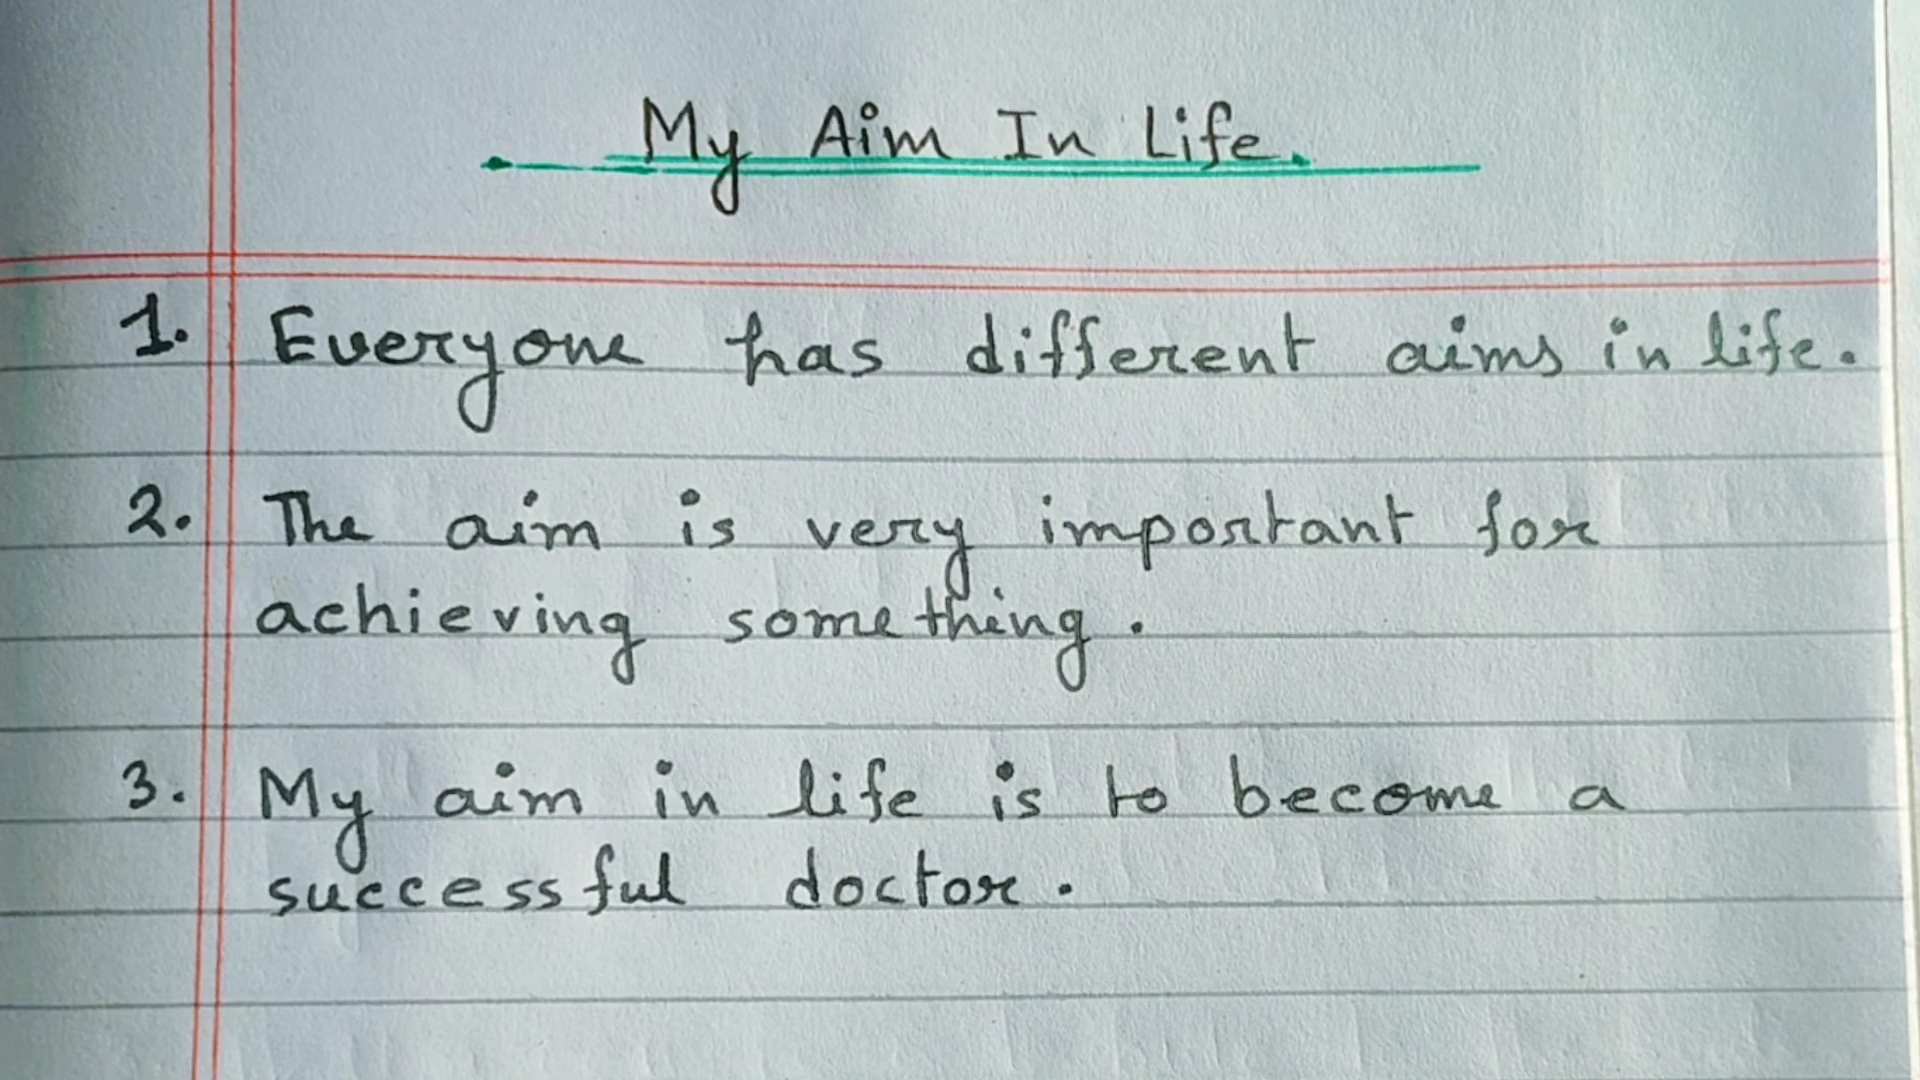 My Aim In Life.
1. Everyone has different aims in life.
2. The aim is very important for
achieving something.
3. My aim in life is to become a
successful doctor.